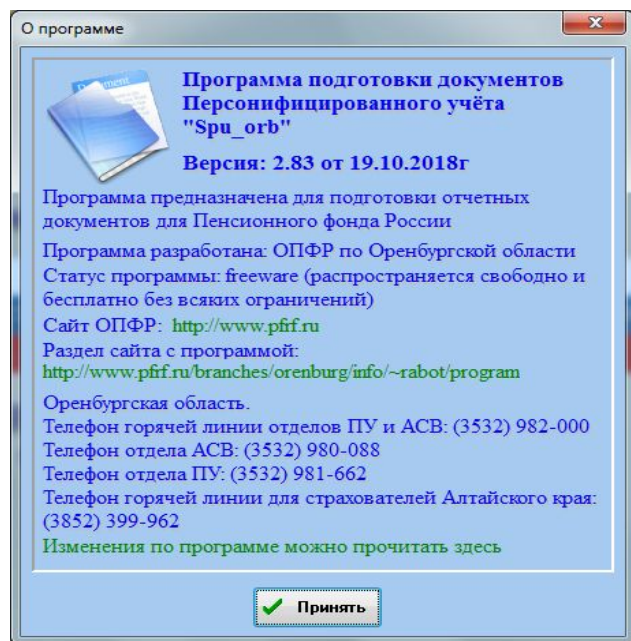 О программе
Document
Программа подготовки документов
Персонифицированного учёта
"Spu_orb"
Версия: 2.83 от 19.10.2018г
Программа предназначена для подготовки отчетных
документов для Пенсионного фонда России
Программа разработана: ОПФР по Оренбургской области
Статус программы: freeware (распространяется свободно и
бесплатно без всяких ограничений)
Сайт ОПФР: http://www.pfrf.ru
Раздел сайта с программой:
http://www.pfrf.ru/branches/orenburg/info/~rabot/program
Оренбургская область.
Телефон горячей линии отделов ПУ и АСВ: (3532) 982-000
Телефон отдела АСВ: (3532) 980-088
Телефон отдела ПУ: (3532) 981-662
Телефон горячей линии для страхователей Алтайского края:
(3852) 399-962
Изменения по программе можно прочитать здесь
Принять